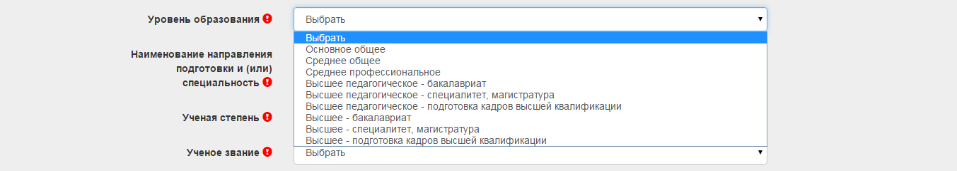 Уровень образования
Выбрать
Выбрать
Основное общее
Среднее общее
Среднее профессиональное
Высшее педагогическое - бакалавриат
Высшее педагогическое - специалитет, магистратура
Высшее педагогическое - подготовка кадров высшей квалификации
Высшее - бакалавриат
Высшее - специалитет, магистратура
Высшее - подготовка кадров высшей квалификации
Наименование направления
подготовки и (или)
специальность
Ученая степень
Ученое звание
Выбрать